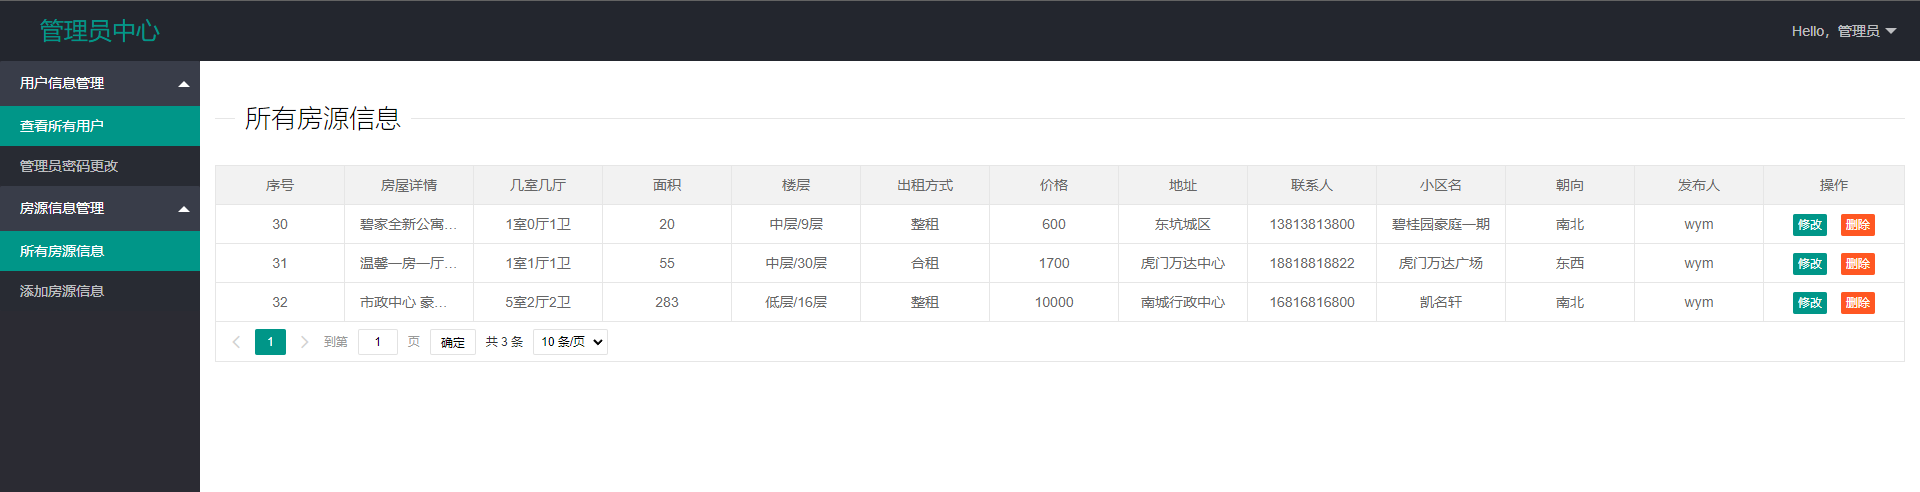 管理员中心
Hello，管理员
用户信息管理
查看所有用户
管理员密码更改
房源信息管理
所有房源信息
添加房源信息
所有房源信息
序号 房屋详情 几室几厅 面积 楼层 出租方式 价格 地址 联系人 小区名 朝向 发布人 操作
30 碧家全新公寓... 1室0厅1卫 20 中层/9层 整租 600 东坑城区 13813813800 碧桂园豪庭一期 南北 wym 修改 删除
31 温馨一房一厅... 1室1厅1卫 55 中层/30层 合租 1700 虎门万达中心 18818818822 虎门万达广场 东西 wym 修改 删除
32 市政中心 豪... 5室2厅2卫 283 低层/16层 整租 10000 南城行政中心 16816816800 凯名轩 南北 wym 修改 删除
1 到第 1 页 确定 共 3 条 10 条/页